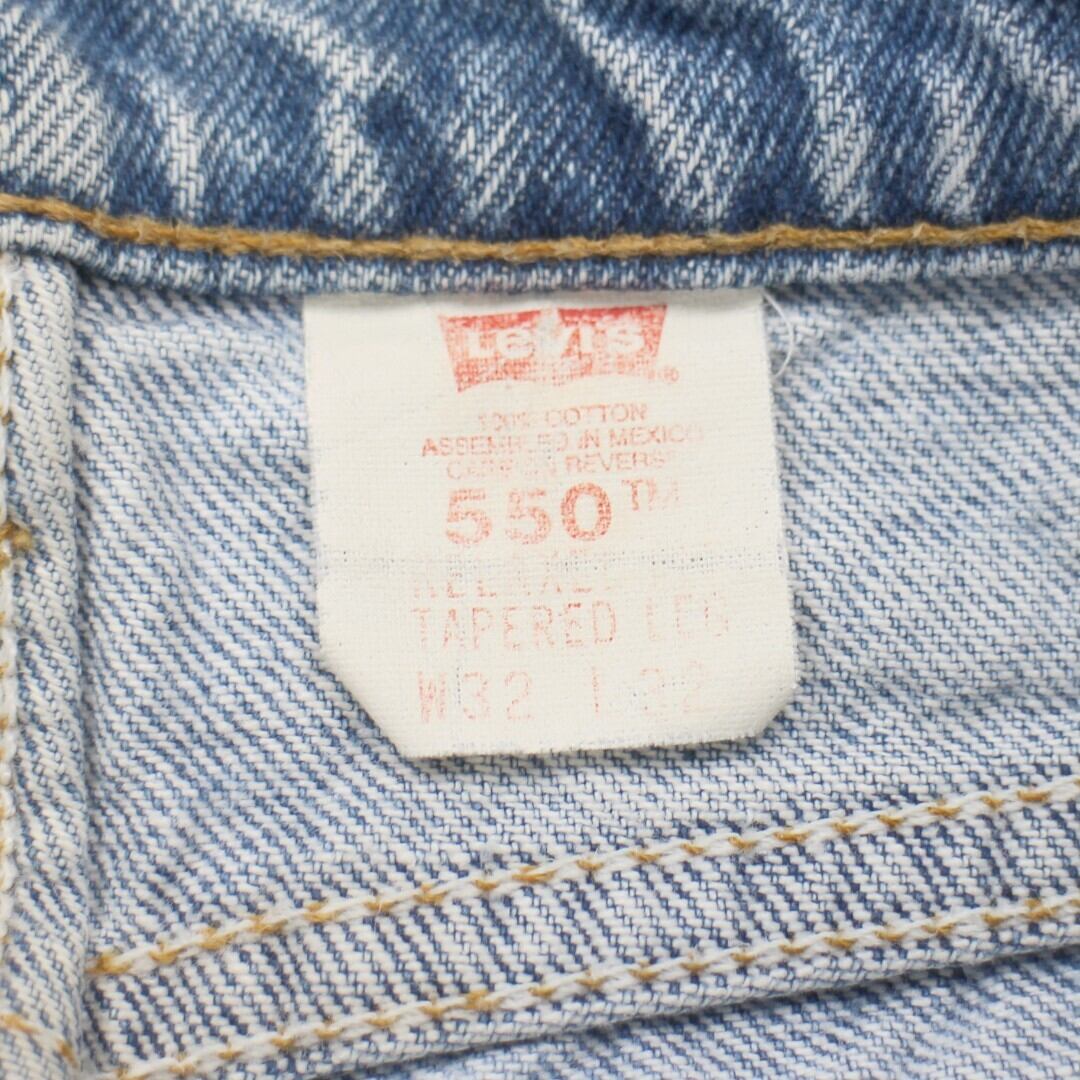 LEVI'S ®
100% COTTON
ASSEMBLED IN MEXICO
CARE ON REVERSE
550™
TAPERED LEG
W32 L32